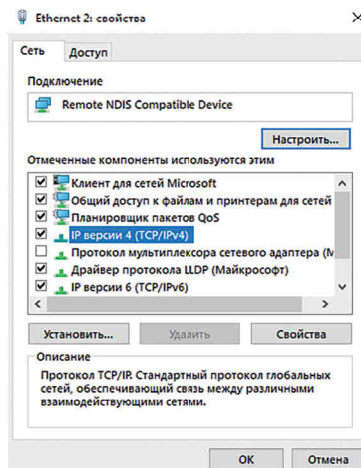 Ethernet 2: свойства
Сеть
Доступ
Подключение
Remote NDIS Compatible Device
Настроить...
Отмеченные компоненты используются этим
Клиент для сетей Microsoft
Общий доступ к файлам и принтерам для сетей
Планировщик пакетов QoS
IP версии 4 (TCP/IPv4)
Протокол мультиплексора сетевого адаптера (М
Драйвер протокола LLDP (Майкрософт)
IP версии 6 (TCP/IPv6)
Установить...
Удалить
Свойства
Описание
Протокол TCP/IP. Стандартный протокол глобальных
сетей, обеспечивающий связь между различными
взаимодействующими сетями.
ОК
Отмена